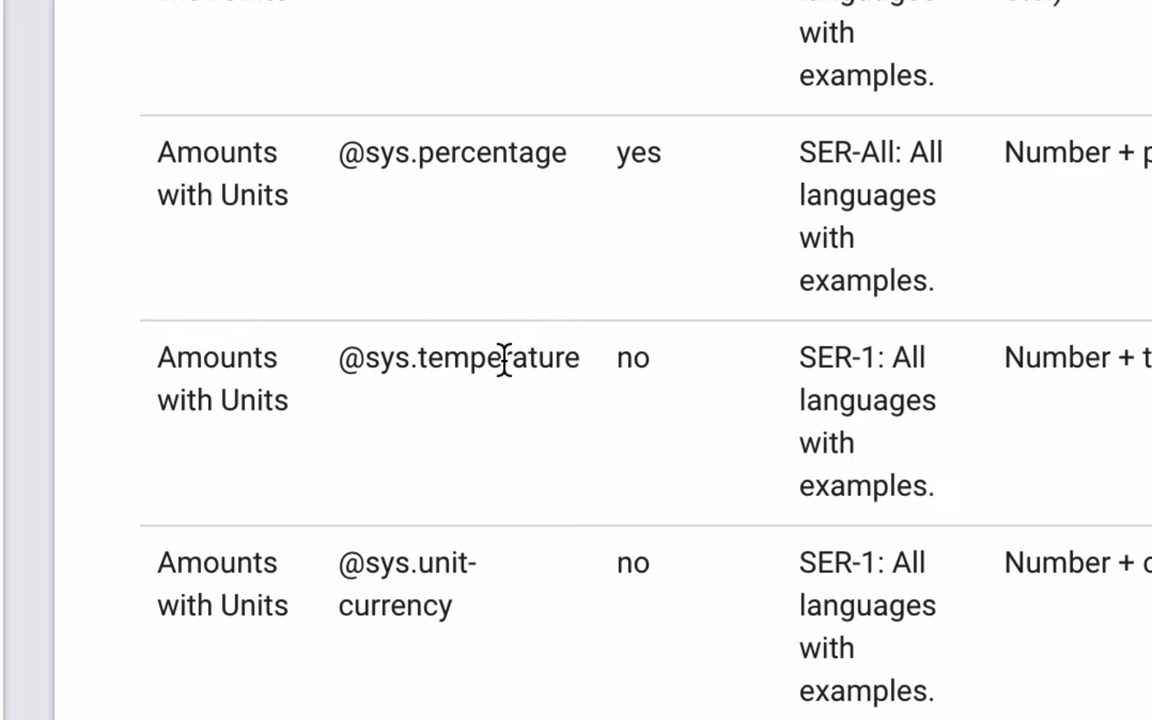 with
examples.
Amounts @sys.percentage yes SER-All: All Number +
with Units languages
with
examples.
Amounts @sys.temperature no SER-1: All Number +
with Units languages
with
examples.
Amounts @sys.unit- no SER-1: All Number +
with Units currency languages
with
examples.